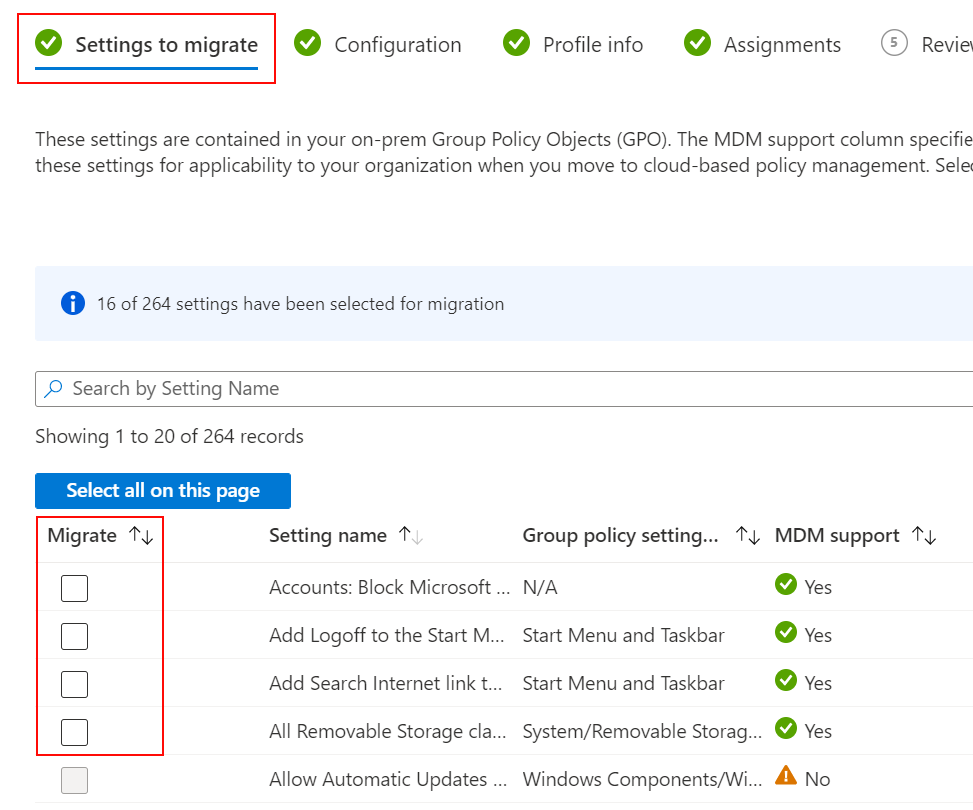 Settings to migrate Configuration Profile info Assignments 5 Review
These settings are contained in your on-prem Group Policy Objects (GPO). The MDM support column specifie
these settings for applicability to your organization when you move to cloud-based policy management. Selec
16 of 264 settings have been selected for migration
Search by Setting Name
Showing 1 to 20 of 264 records
Select all on this page
Migrate ↑↓ Setting name ↑↓ Group policy setting... ↑↓ MDM support ↑↓
Accounts: Block Microsoft ... N/A Yes
Add Logoff to the Start M... Start Menu and Taskbar Yes
Add Search Internet link t... Start Menu and Taskbar Yes
All Removable Storage cla... System/Removable Storag... Yes
Allow Automatic Updates ... Windows Components/Wi... No